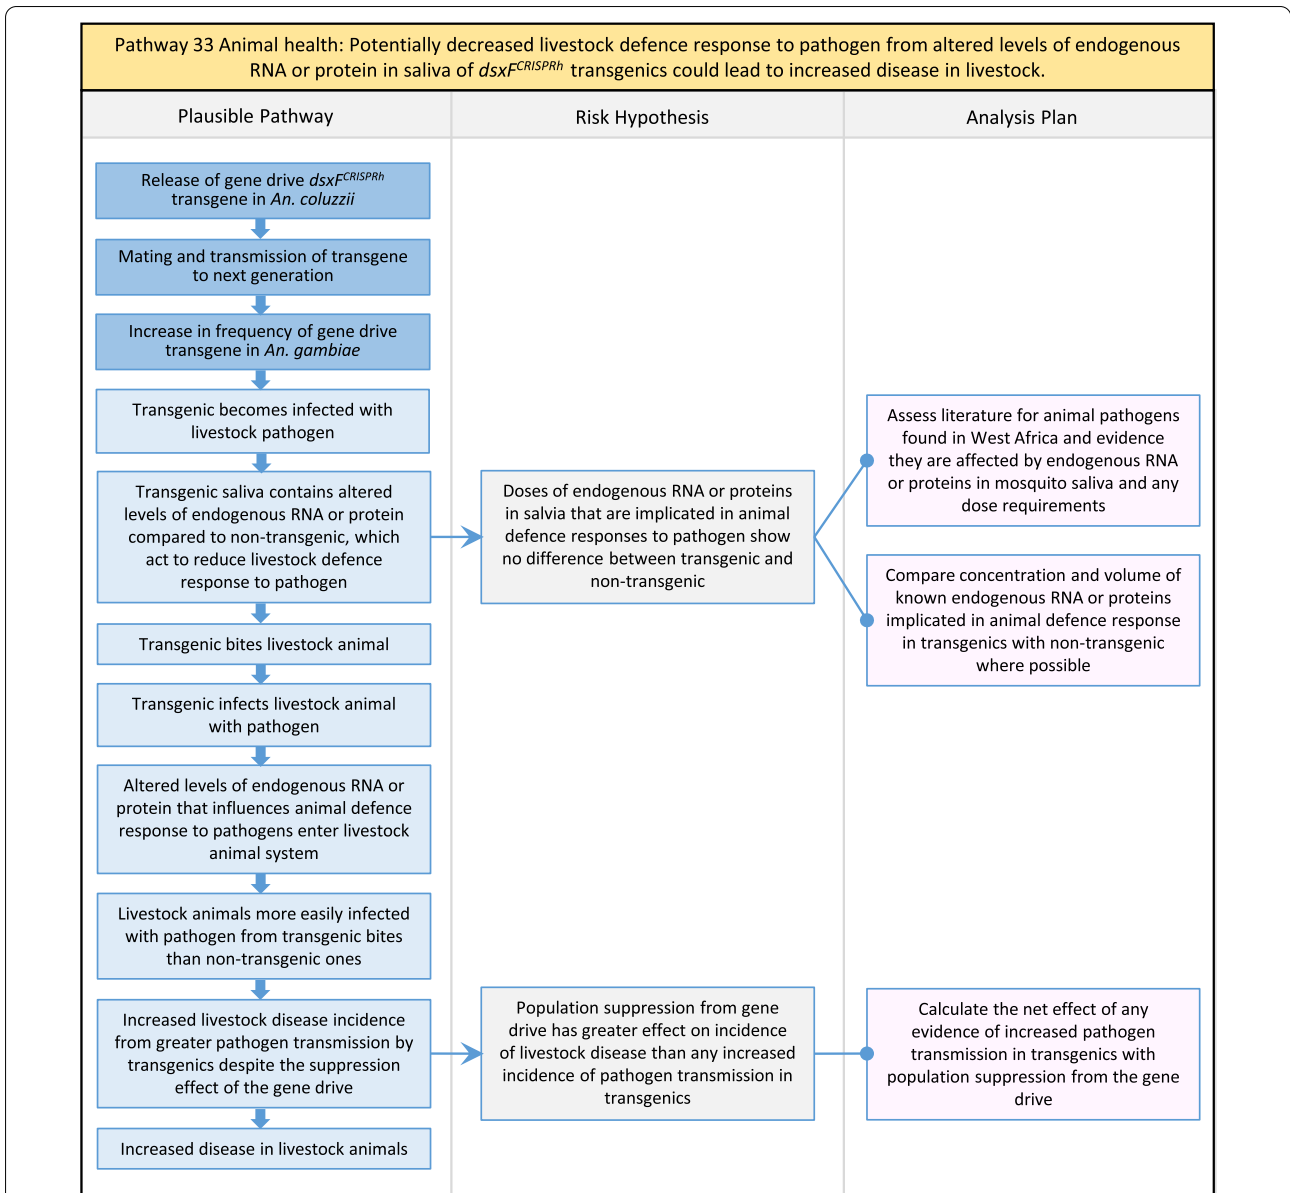 Pathway 33 Animal health: Potentially decreased livestock defence response to pathogen from altered levels of endogenous
RNA or protein in saliva of dsxF^CRISPRh transgenics could lead to increased disease in livestock.
Plausible Pathway
Risk Hypothesis
Analysis Plan
Release of gene drive dsxF^CRISPRh
transgene in An. coluzzii
Mating and transmission of transgene
to next generation
Increase in frequency of gene drive
transgene in An. gambiae
Transgenic becomes infected with
livestock pathogen
Transgenic saliva contains altered
levels of endogenous RNA or protein
compared to non-transgenic, which
act to reduce livestock defence
response to pathogen
Doses of endogenous RNA or proteins
in salvia that are implicated in animal
defence responses to pathogen show
no difference between transgenic and
non-transgenic
Assess literature for animal pathogens
found in West Africa and evidence
they are affected by endogenous RNA
or proteins in mosquito saliva and any
dose requirements
Compare concentration and volume of
known endogenous RNA or proteins
implicated in animal defence response
in transgenics with non-transgenic
where possible
Transgenic bites livestock animal
Transgenic infects livestock animal
with pathogen
Altered levels of endogenous RNA or
protein that influences animal defence
response to pathogens enter livestock
animal system
Livestock animals more easily infected
with pathogen from transgenic bites
than non-transgenic ones
Increased livestock disease incidence
from greater pathogen transmission by
transgenics despite the suppression
effect of the gene drive
Population suppression from gene
drive has greater effect on incidence
of livestock disease than any increased
incidence of pathogen transmission in
transgenics
Calculate the net effect of any
evidence of increased pathogen
transmission in transgenics with
population suppression from the gene
drive
Increased disease in livestock animals